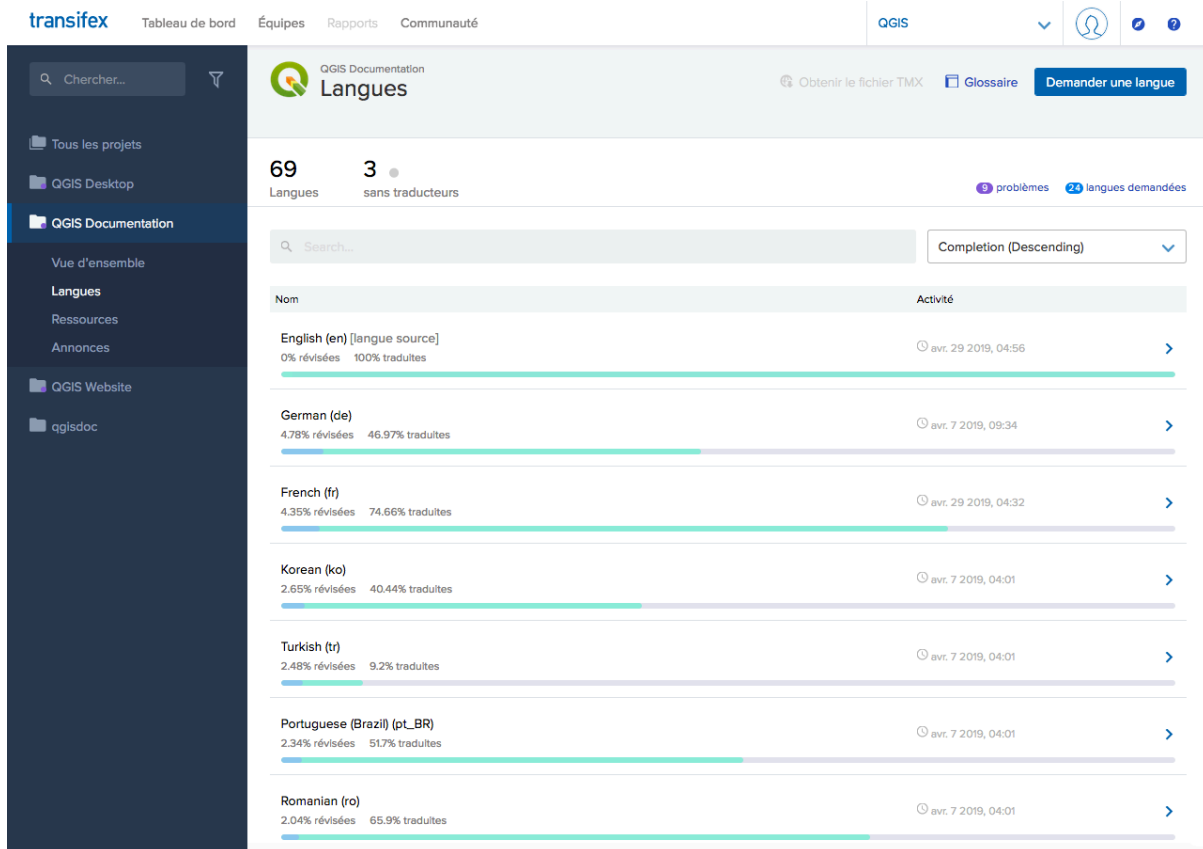 transifex Tableau de bord Équipes Rapports Communauté QGIS
Chercher...
Tous les projets
QGIS Desktop
QGIS Documentation
Vue d'ensemble
Langues
Ressources
Annonces
QGIS Website
qgisdoc
QGIS Documentation
Langues
Obtenir le fichier TMX Glossaire Demander une langue
69 3
Langues sans traducteurs
9 problèmes 24 langues demandées
Search... Completion (Descending)
Nom Activité
English (en) [langue source]
0% révisées 100% traduites
avr. 29 2019, 04:56
German (de)
4.78% révisées 46.97% traduites
avr. 7 2019, 09:34
French (fr)
4.35% révisées 74.66% traduites
avr. 29 2019, 04:32
Korean (ko)
2.65% révisées 40.44% traduites
avr. 7 2019, 04:01
Turkish (tr)
2.48% révisées 9.2% traduites
avr. 7 2019, 04:01
Portuguese (Brazil) (pt_BR)
2.34% révisées 51.7% traduites
avr. 7 2019, 04:01
Romanian (ro)
2.04% révisées 65.9% traduites
avr. 7 2019, 04:01